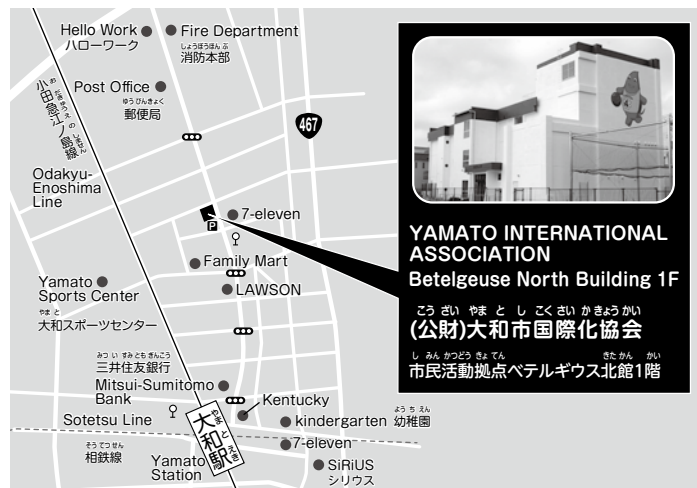 Hello Work
ハローワーク
Fire Department
しょうぼうほんぶ
消防本部
Post Office
ゆうびんきょく
郵便局
おだきゅうえのしません
小田急江ノ島線
467
Odakyu-
Enoshima
Line
7-eleven
P
Family Mart
LAWSON
Yamato
Sports Center
やまと
大和スポーツセンター
みついすみともぎんこう
三井住友銀行
Mitsui-Sumitomo
Bank
Kentucky
Sotetsu Line
そうてつせん
相鉄線
kindergarten
ようちえん
幼稚園
7-eleven
やまとえき
大和駅
Yamato
Station
SiRiUS
シリウス
YAMATO INTERNATIONAL
ASSOCIATION
Betelgeuse North Building 1F
こうざいやまとしこくさいかきょうかい
(公財)大和市国際化協会
しみんかつどうきょてん きたかん かい
市民活動拠点ベテルギウス北館1階